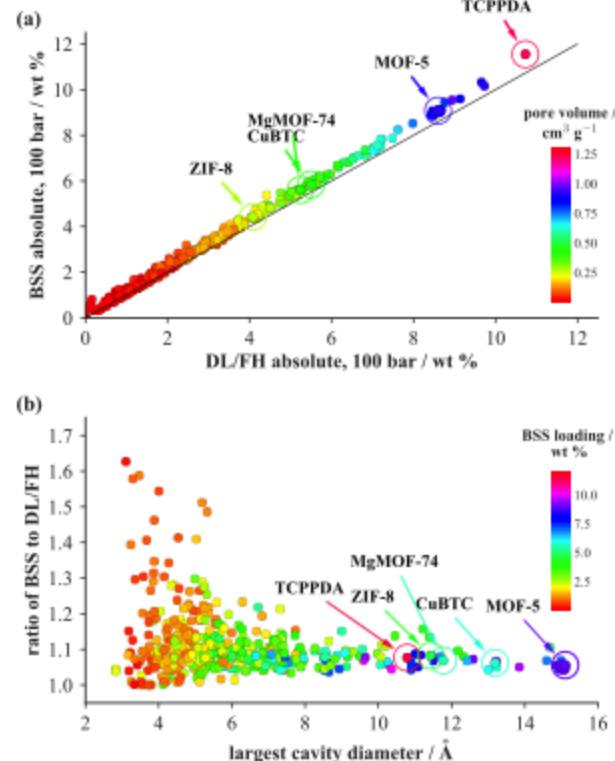 (a)
TCPPDA
MOF-5
MgMOF-74
CuBTC
ZIF-8
12
10
8
6
4
2
0
BSS absolute, 100 bar / wt %
0 2 4 6 8 10 12
DL/FH absolute, 100 bar / wt %
pore volume /
cm³ g⁻¹
1.25
1.00
0.75
0.50
0.25
(b)
1.7
1.6
1.5
1.4
1.3
1.2
1.1
1.0
ratio of BSS to DL/FH
BSS loading /
wt %
10.0
7.5
5.0
2.5
MgMOF-74
TCPPDA
ZIF-8
CuBTC
MOF-5
2 4 6 8 10 12 14 16
largest cavity diameter / Å